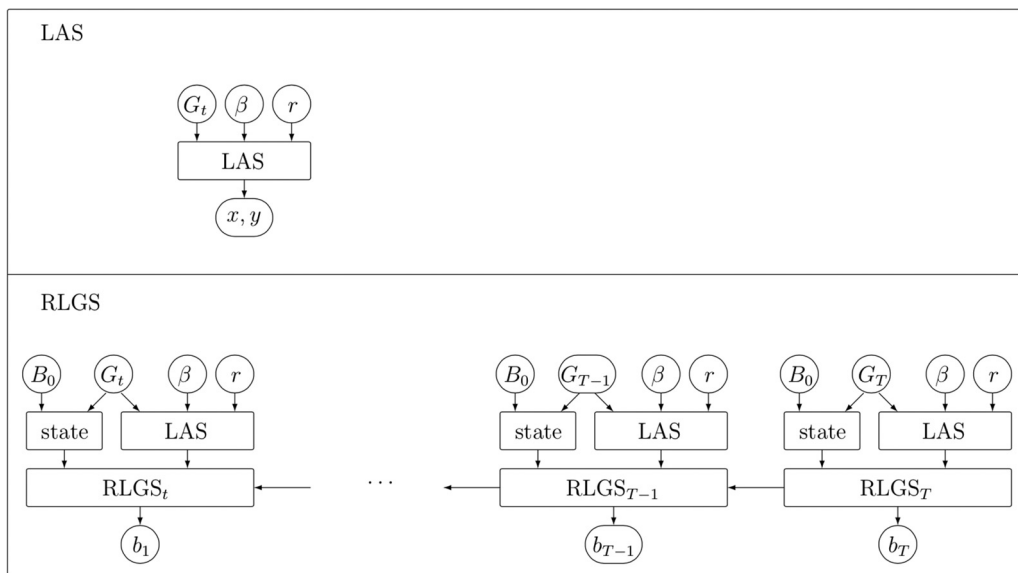 LAS
G_t β r
LAS
x, y
RLGS
B_0 G_t β r B_0 G_{T−1} β r B_0 G_T β r
state LAS state LAS state LAS
RLGS_t ··· RLGS_{T−1} RLGS_T
b_1 b_{T−1} b_T